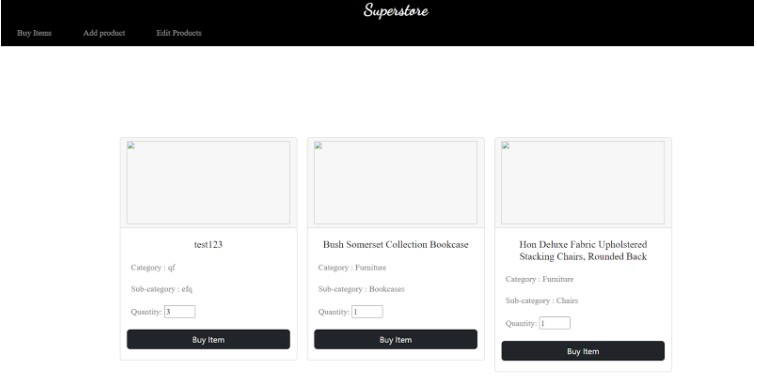 Superstore
Buy Items Add product Edit Products
test123
Category : qf
Sub-category : efq
Quantity: 3
Buy Item
Bush Somerset Collection Bookcase
Category : Furniture
Sub-category : Bookcases
Quantity: 1
Buy Item
Hon Deluxe Fabric Upholstered
Stacking Chairs, Rounded Back
Category : Furniture
Sub-category : Chairs
Quantity: 1
Buy Item